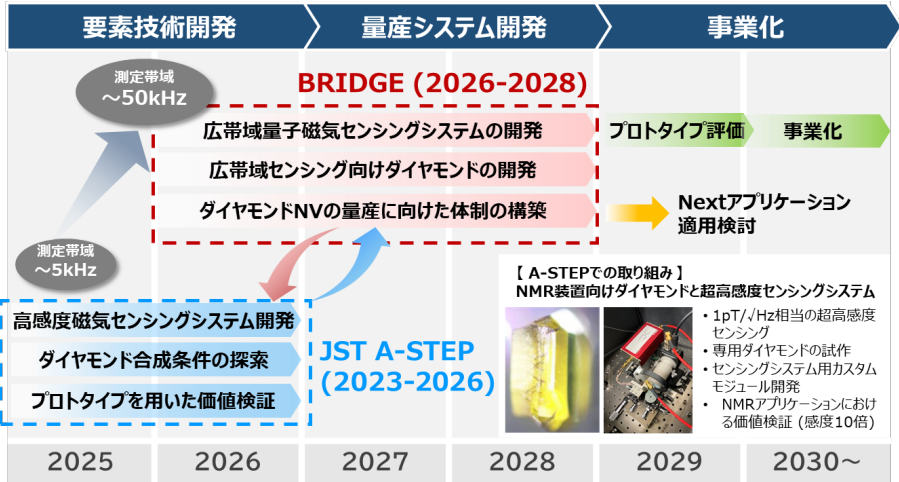 要素技術開発
量産システム開発
事業化
測定帯域
～50kHz
BRIDGE (2026-2028)
広帯域量子磁気センシングシステムの開発
広帯域センシング向けダイヤモンドの開発
ダイヤモンドNVの量産に向けた体制の構築
プロトタイプ評価
事業化
Nextアプリケーション
適用検討
測定帯域
～5kHz
高感度磁気センシングシステム開発
ダイヤモンド合成条件の探索
プロトタイプを用いた価値検証
JST A-STEP
(2023-2026)
【 A-STEPでの取り組み 】
NMR装置向けダイヤモンドと超高感度センシングシステム
• 1pT/√Hz相当の超高感度
センシング
• 専用ダイヤモンドの試作
• センシングシステム用カスタム
モジュール開発
• NMRアプリケーションにおけ
る価値検証 (感度10倍)
2025
2026
2027
2028
2029
2030～